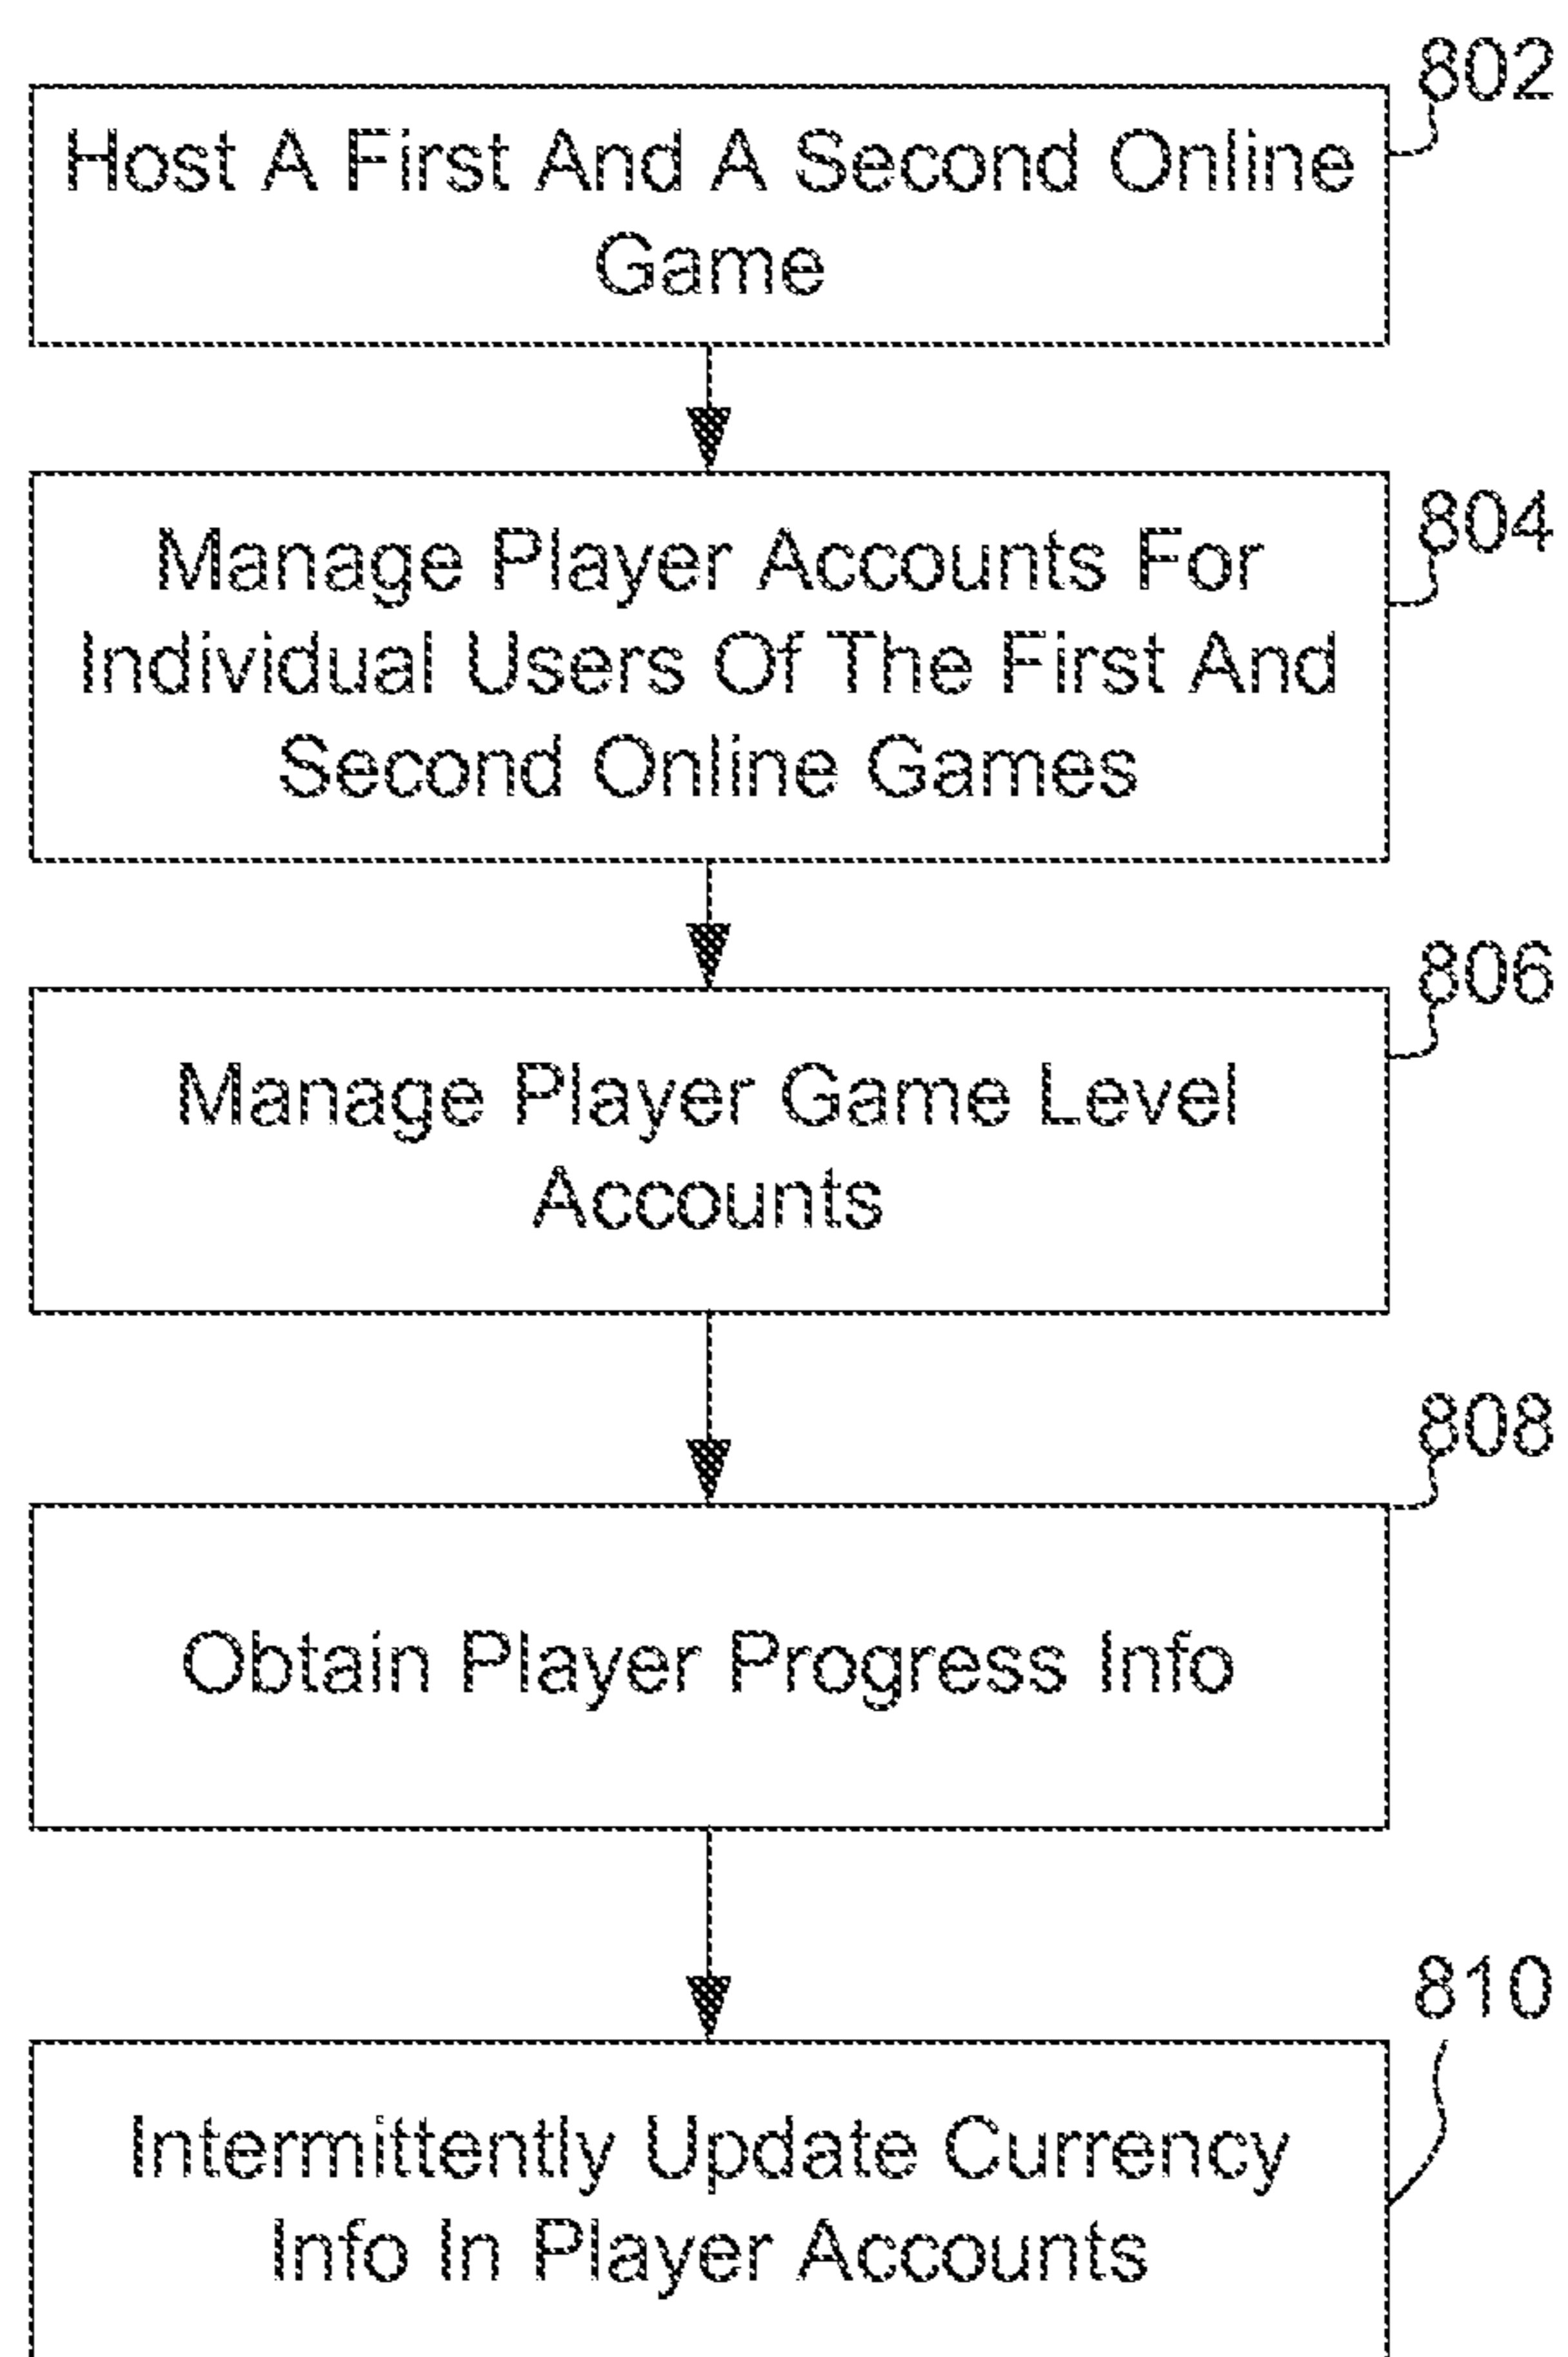 802
Host A First And A Second Online
Game
804
Manage Player Accounts For
Individual Users Of The First And
Second Online Games
806
Manage Player Game Level
Accounts
808
Obtain Player Progress Info
810
Intermittently Update Currency
Info In Player Accounts